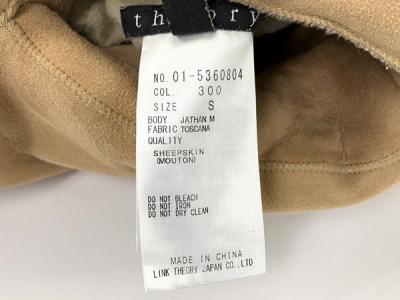 theory
NO. 01-5360804
COL. 300
SIZE S
BODY JATHAN M
FABRIC TOSCANA
QUALITY
SHEEPSKIN
(MOUTON)
DO NOT BLEACH
DO NOT IRON
DO NOT DRY CLEAN
MADE IN CHINA
LINK THEORY JAPAN CO.,LTD